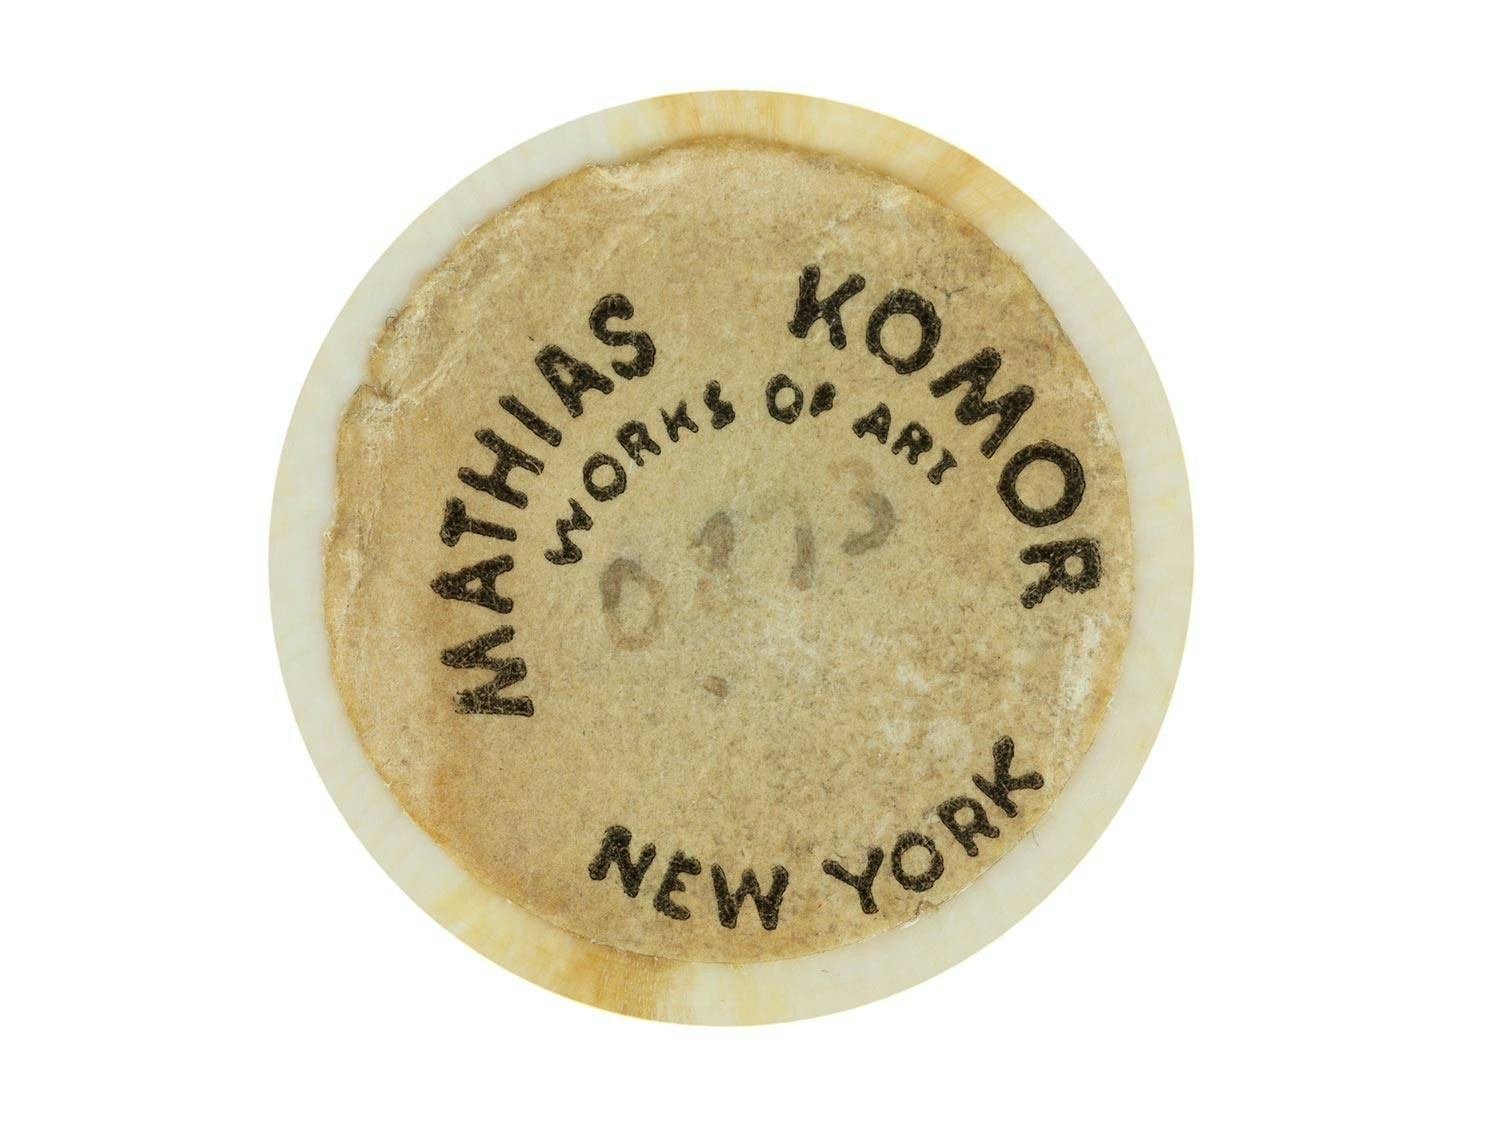 MATHIAS KOMOR
WORKS OF ART
NEW YORK